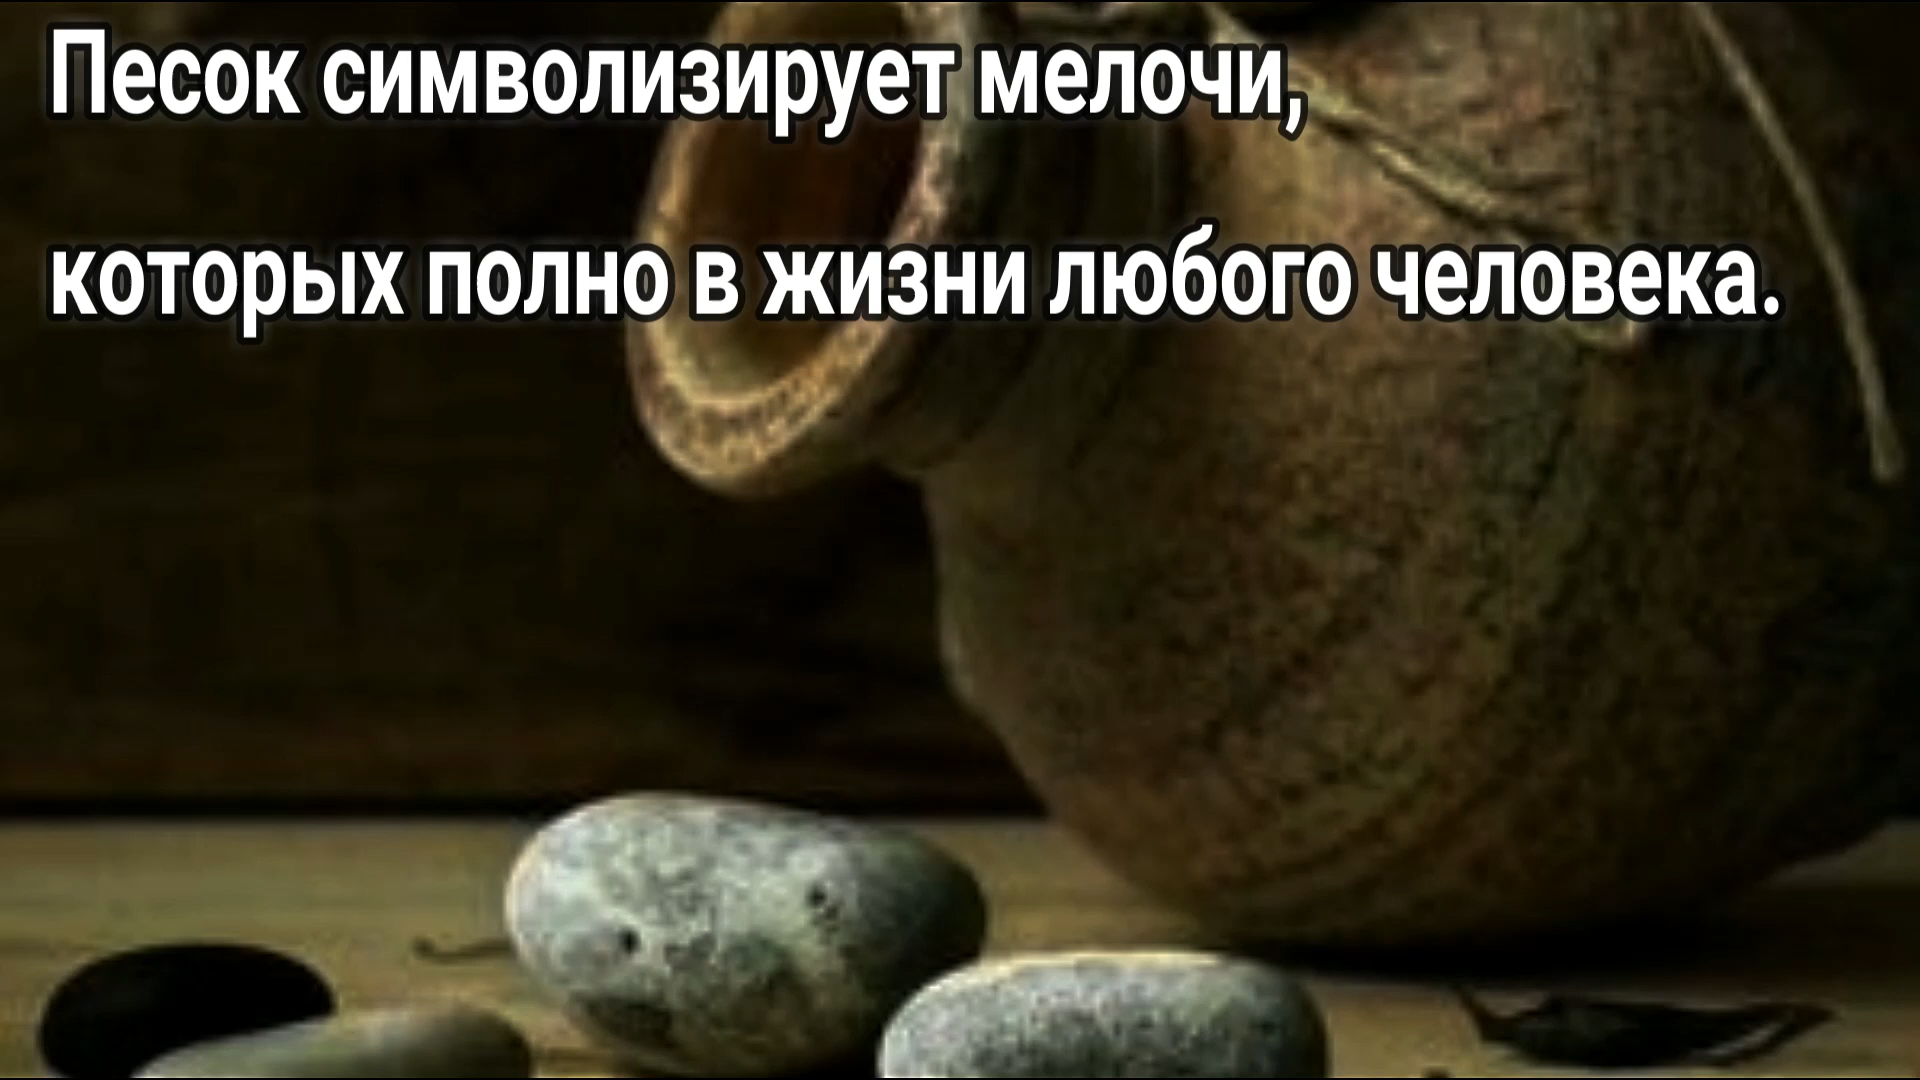 Песок символизирует мелочи,
которых полно в жизни любого человека.